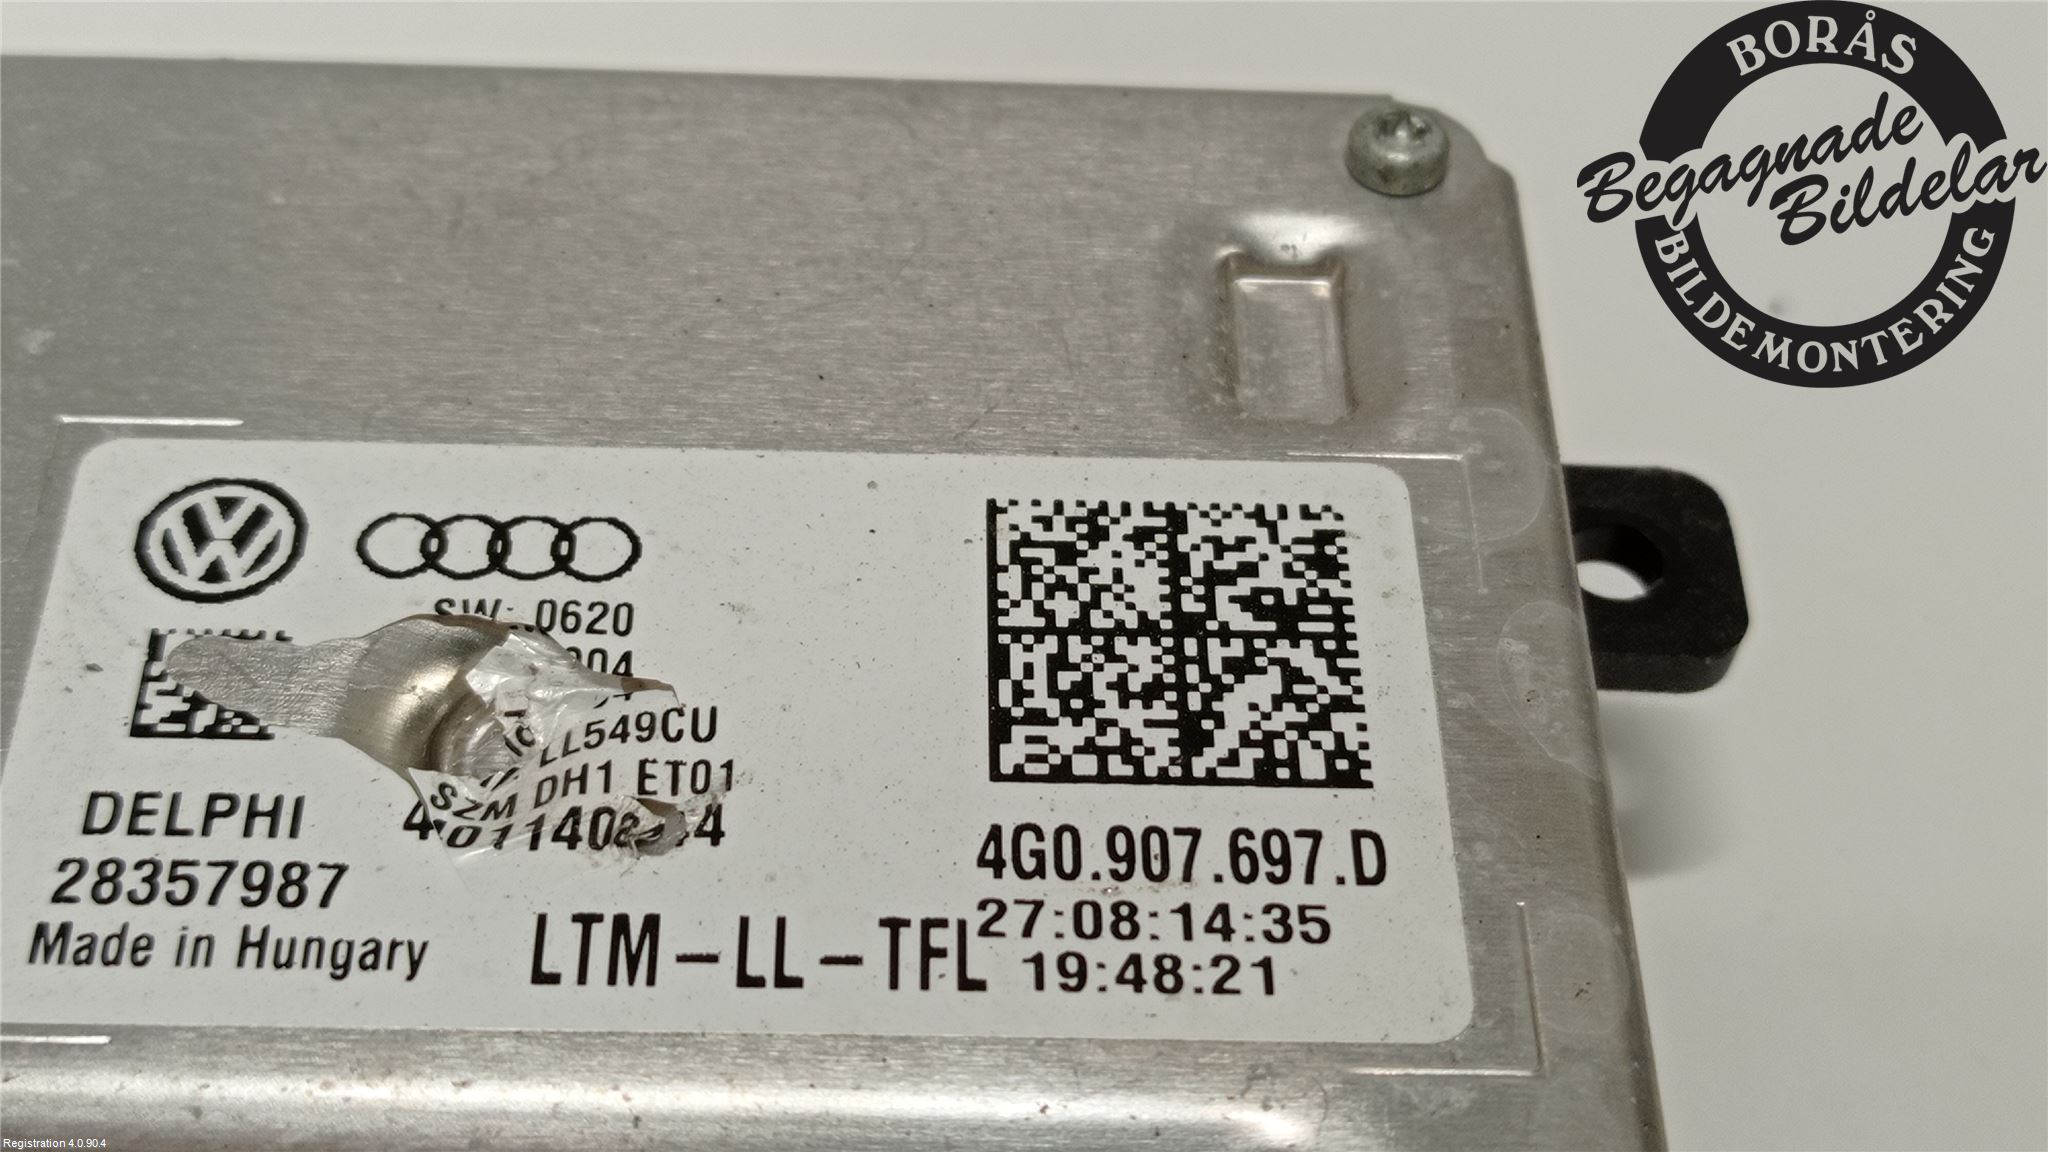 BORÅS
Begagnade
Bildelar
BILDEMONTERING
SW: 0620
LL549CU
SZM DH1 ET01
DELPHI
28357987
Made in Hungary
LTM-LL-TFL
4G0.907.697.D
27:08:14:35
19:48:21
Registration 4.0.90.4